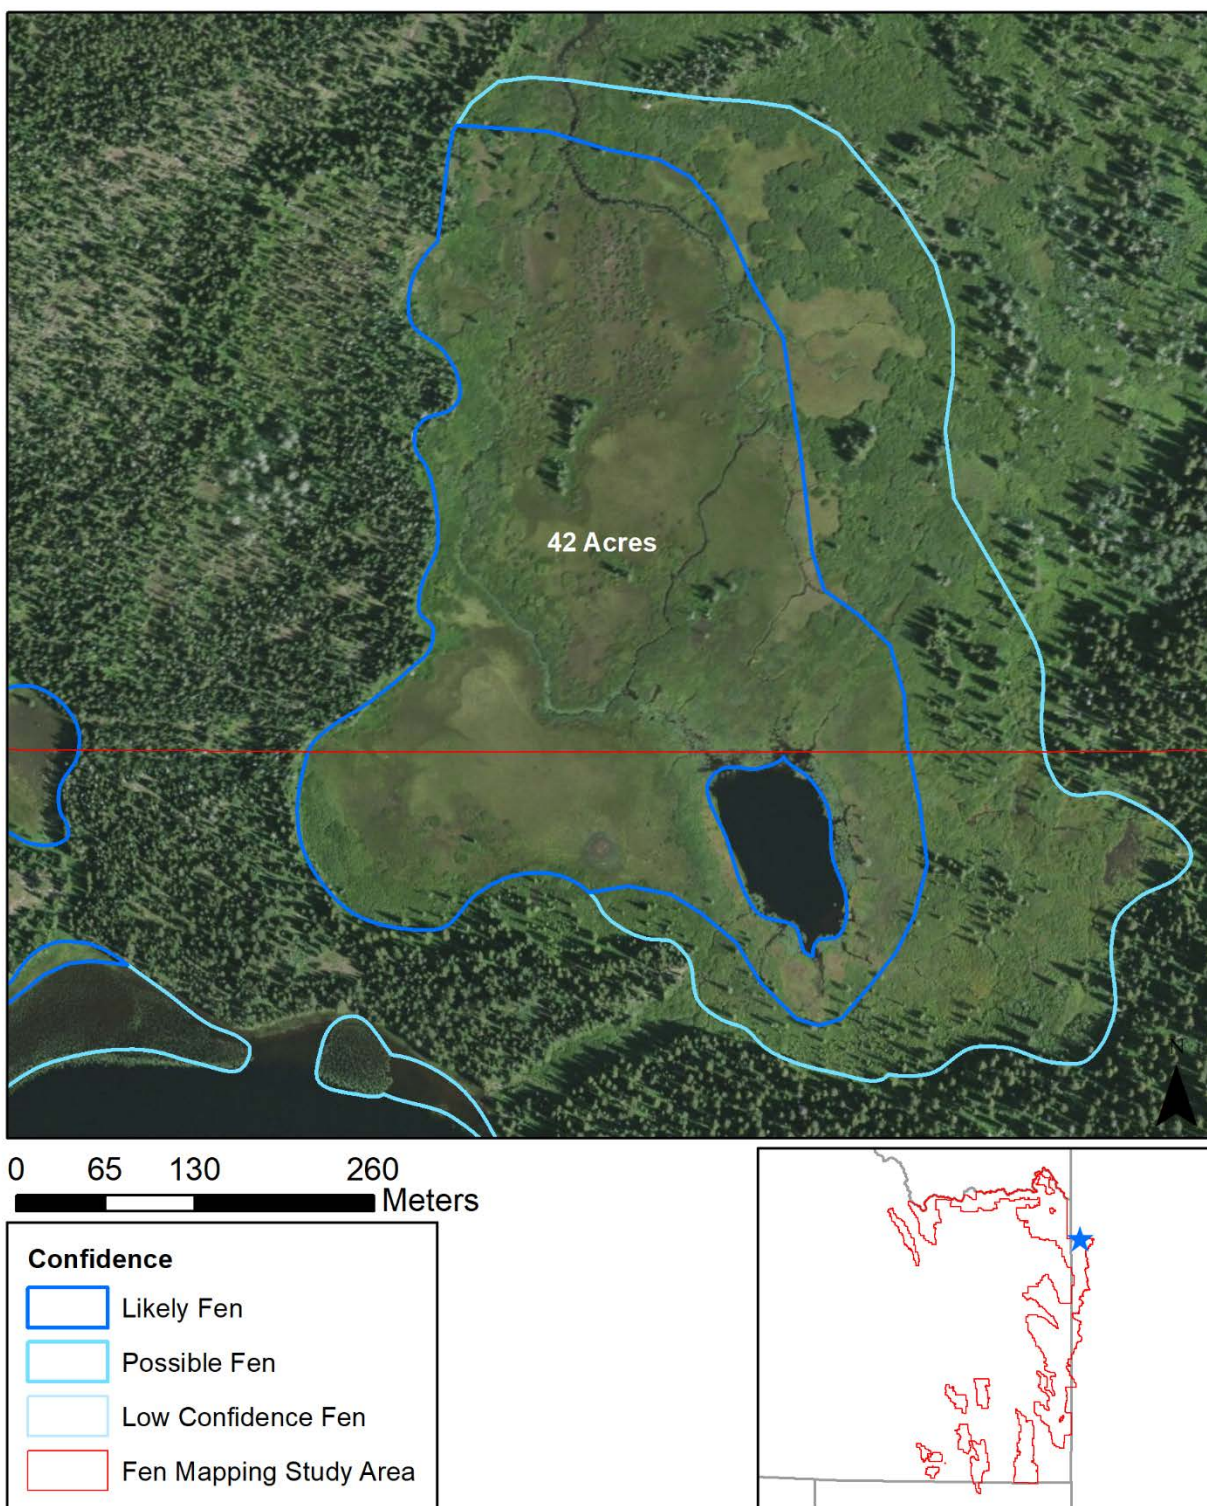 42 Acres
N
0 65 130 260
Meters
Confidence
Likely Fen
Possible Fen
Low Confidence Fen
Fen Mapping Study Area